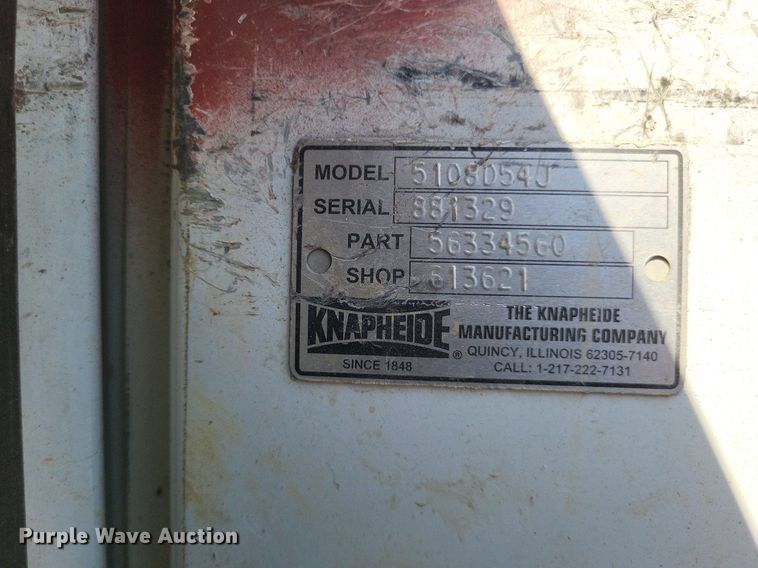 MODEL 5108D54J
SERIAL 881329
PART 56334560
SHOP 613621
KNAPHEIDE ®
SINCE 1848
THE KNAPHEIDE
MANUFACTURING COMPANY
QUINCY, ILLINOIS 62305-7140
CALL: 1-217-222-7131
Purple Wave Auction®